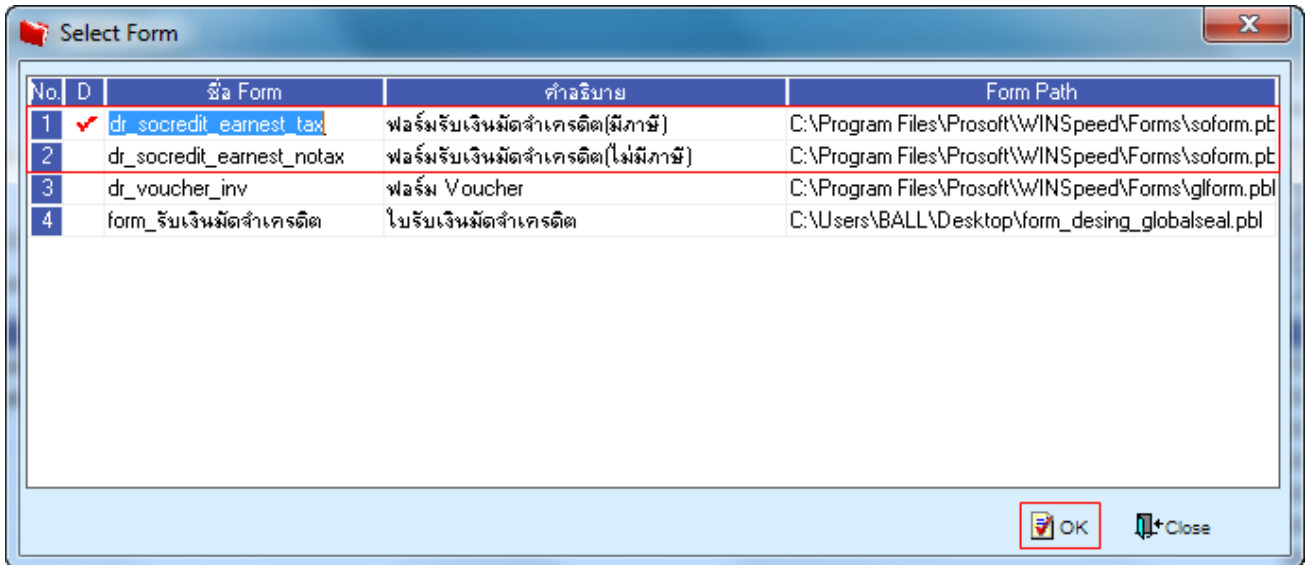 Select Form
No. D ชื่อ Form คำอธิบาย Form Path
1 dr_socredit_earnest_tax ฟอร์มรับเงินมัดจำเครดิต(มีภาษี) C:\Program Files\Prosoft\WINSpeed\Forms\soform.pb
2 dr_socredit_earnest_notax ฟอร์มรับเงินมัดจำเครดิต(ไม่มีภาษี) C:\Program Files\Prosoft\WINSpeed\Forms\soform.pb
3 dr_voucher_inv ฟอร์ม Voucher C:\Program Files\Prosoft\WINSpeed\Forms\glform.pbl
4 form_รับเงินมัดจำเครดิต ใบรับเงินมัดจำเครดิต C:\Users\BALL\Desktop\form_desing_globalseal.pbl
OK Close